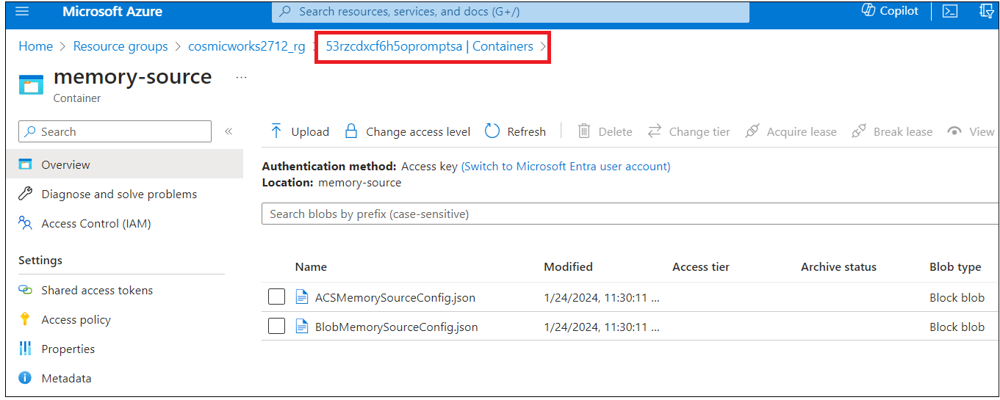 Microsoft Azure
Search resources, services, and docs (G+/)
Copilot
Home > Resource groups > cosmicworks2712_rg > 53rzcdxcf6h5opromptsa | Containers >
memory-source ...
Container
Search «
Upload Change access level Refresh Delete Change tier Acquire lease Break lease View
Overview
Diagnose and solve problems
Access Control (IAM)
Settings
Shared access tokens
Access policy
Properties
Metadata
Authentication method: Access key (Switch to Microsoft Entra user account)
Location: memory-source
Search blobs by prefix (case-sensitive)
Name Modified Access tier Archive status Blob type
ACSMemorySourceConfig.json 1/24/2024, 11:30:11 ... Block blob
BlobMemorySourceConfig.json 1/24/2024, 11:30:11 ... Block blob